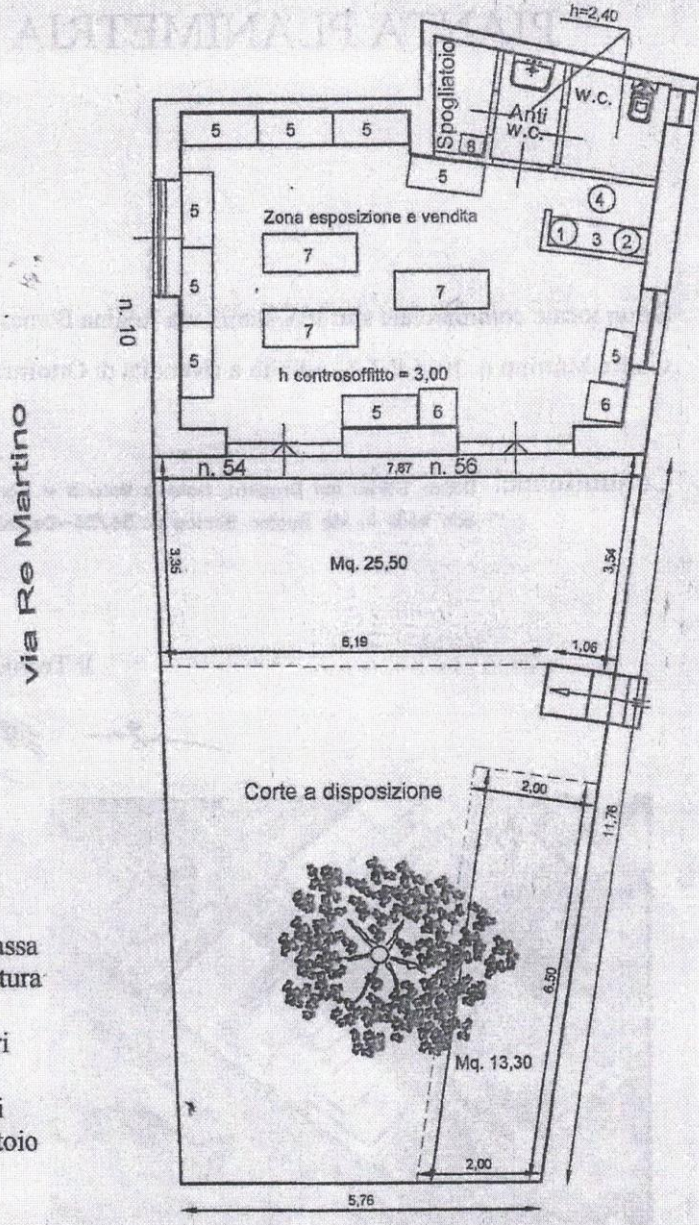 PIANTA PLANIMETRIA
h=2,40
Spogliatoio
Anti
w.c.
w.c.
8
5
5
5
5
5
4
1
3
2
Zona esposizione e vendita
7
7
7
5
5
n. 10
h controsoffitto = 3,00
5
6
5
6
n. 54
7,87
n. 56
via Re Martino
3,35
Mq. 25,50
3,54
6,19
1,06
Corte a disposizione
2,00
11,76
6,50
Mq. 13,30
2,00
5,76
assa
tura
ri
i
toio